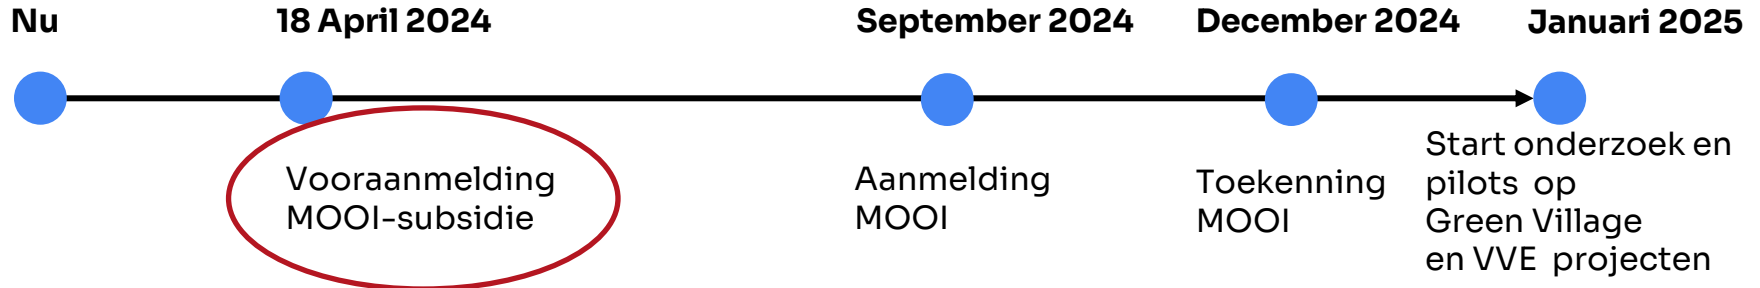 Nu
18 April 2024
September 2024
December 2024
Januari 2025
Vooraanmelding
MOOI-subsidie
Aanmelding
MOOI
Toekenning
MOOI
Start onderzoek en
pilots op
Green Village
en VVE projecten